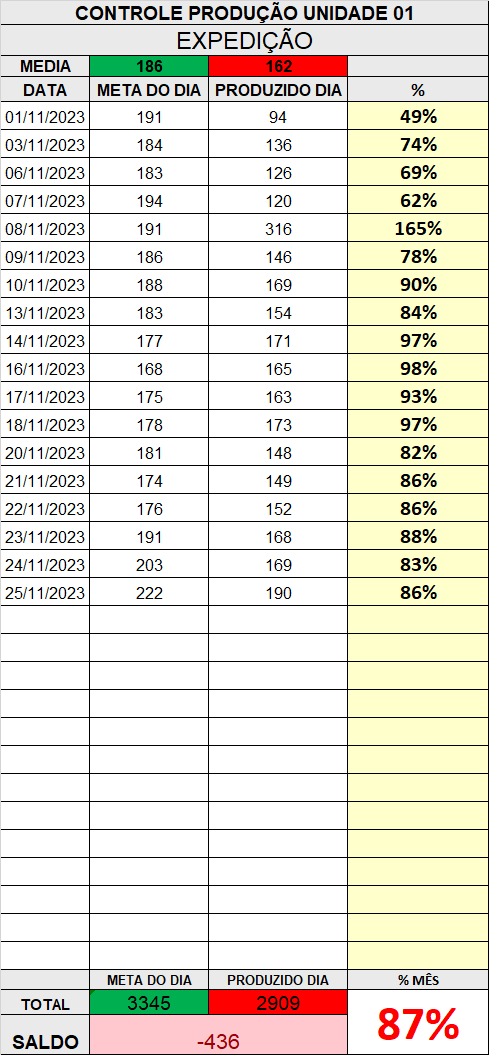 CONTROLE PRODUÇÃO UNIDADE 01
EXPEDIÇÃO
MEDIA 186 162
DATA META DO DIA PRODUZIDO DIA %
01/11/2023 191 94 49%
03/11/2023 184 136 74%
06/11/2023 183 126 69%
07/11/2023 194 120 62%
08/11/2023 191 316 165%
09/11/2023 186 146 78%
10/11/2023 188 169 90%
13/11/2023 183 154 84%
14/11/2023 177 171 97%
16/11/2023 168 165 98%
17/11/2023 175 163 93%
18/11/2023 178 173 97%
20/11/2023 181 148 82%
21/11/2023 174 149 86%
22/11/2023 176 152 86%
23/11/2023 191 168 88%
24/11/2023 203 169 83%
25/11/2023 222 190 86%
META DO DIA PRODUZIDO DIA % MÊS
TOTAL 3345 2909 87%
SALDO -436